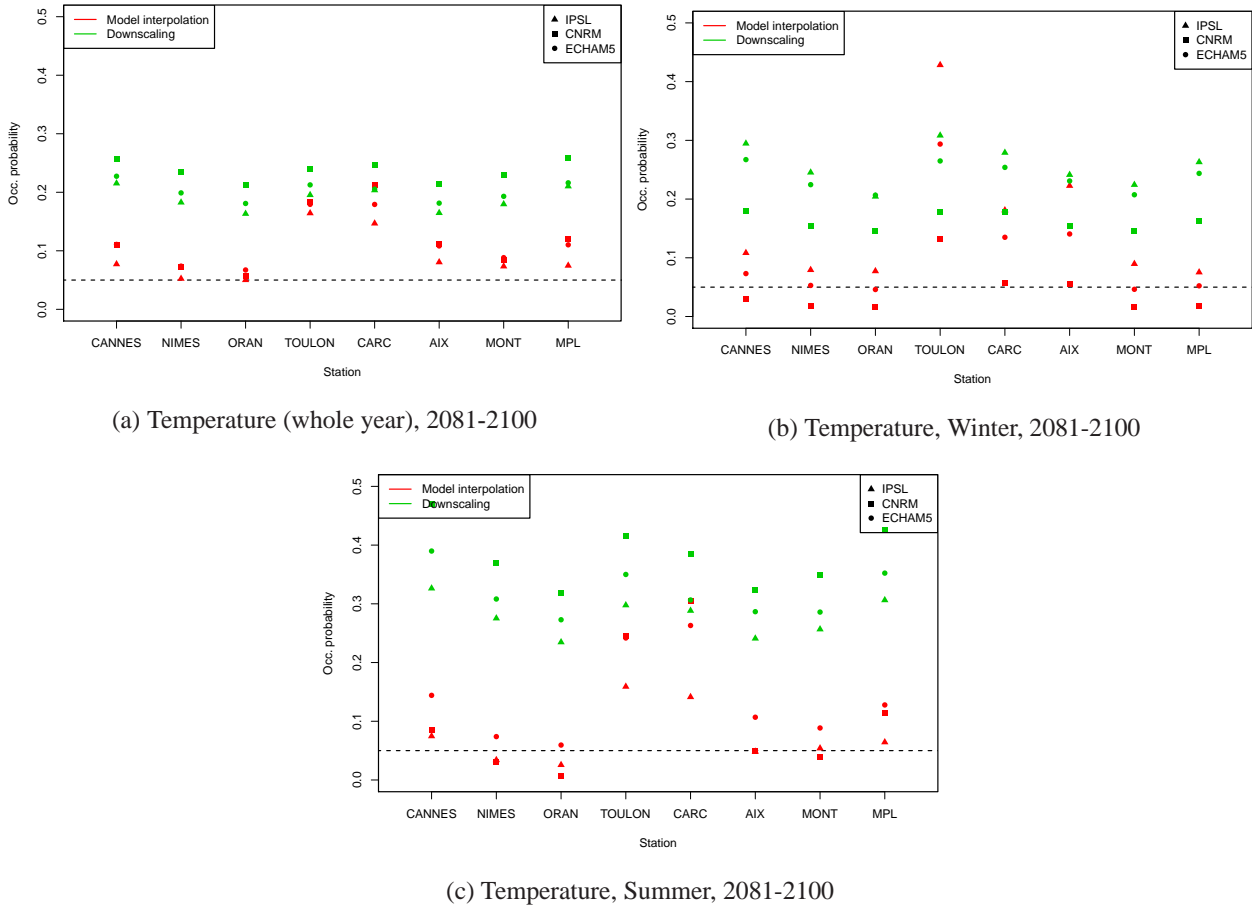 Model interpolation
Downscaling
IPSL
CNRM
ECHAM5
Occ. probability
0.5
0.4
0.3
0.2
0.1
0.0
CANNES NIMES ORAN TOULON CARC AIX MONT MPL
Station
(a) Temperature (whole year), 2081-2100
Model interpolation
Downscaling
IPSL
CNRM
ECHAM5
Occ. probability
0.5
0.4
0.3
0.2
0.1
0.0
CANNES NIMES ORAN TOULON CARC AIX MONT MPL
Station
(b) Temperature, Winter, 2081-2100
Model interpolation
Downscaling
IPSL
CNRM
ECHAM5
Occ. probability
0.5
0.4
0.3
0.2
0.1
0.0
CANNES NIMES ORAN TOULON CARC AIX MONT MPL
Station
(c) Temperature, Summer, 2081-2100